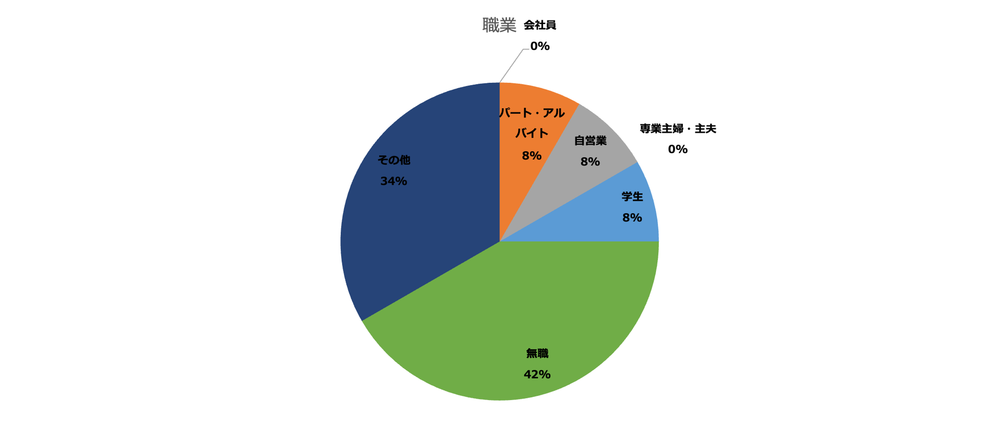 職業
会社員
0%
パート・アル
バイト
8%
自営業
8%
専業主婦・主夫
0%
学生
8%
無職
42%
その他
34%